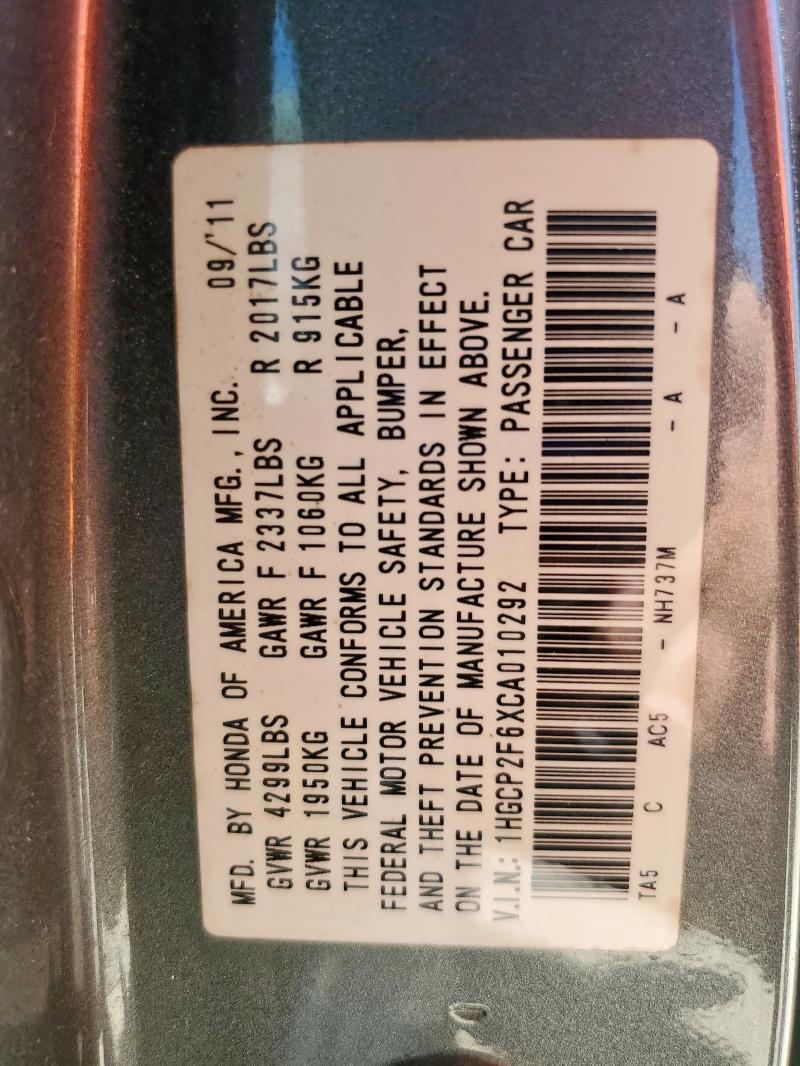 MFD. BY HONDA OF AMERICA MFG., INC. 09/'11
GVWR 4299LBS GAWR F 2337LBS R 2017LBS
GVWR 1950KG GAWR F 1060KG R 915KG
THIS VEHICLE CONFORMS TO ALL APPLICABLE
FEDERAL MOTOR VEHICLE SAFETY, BUMPER,
AND THEFT PREVENTION STANDARDS IN EFFECT
ON THE DATE OF MANUFACTURE SHOWN ABOVE.
V.I.N.: 1HGCP2F6XCA010292 TYPE: PASSENGER CAR
TA5 C AC5 - NH737M - A - A